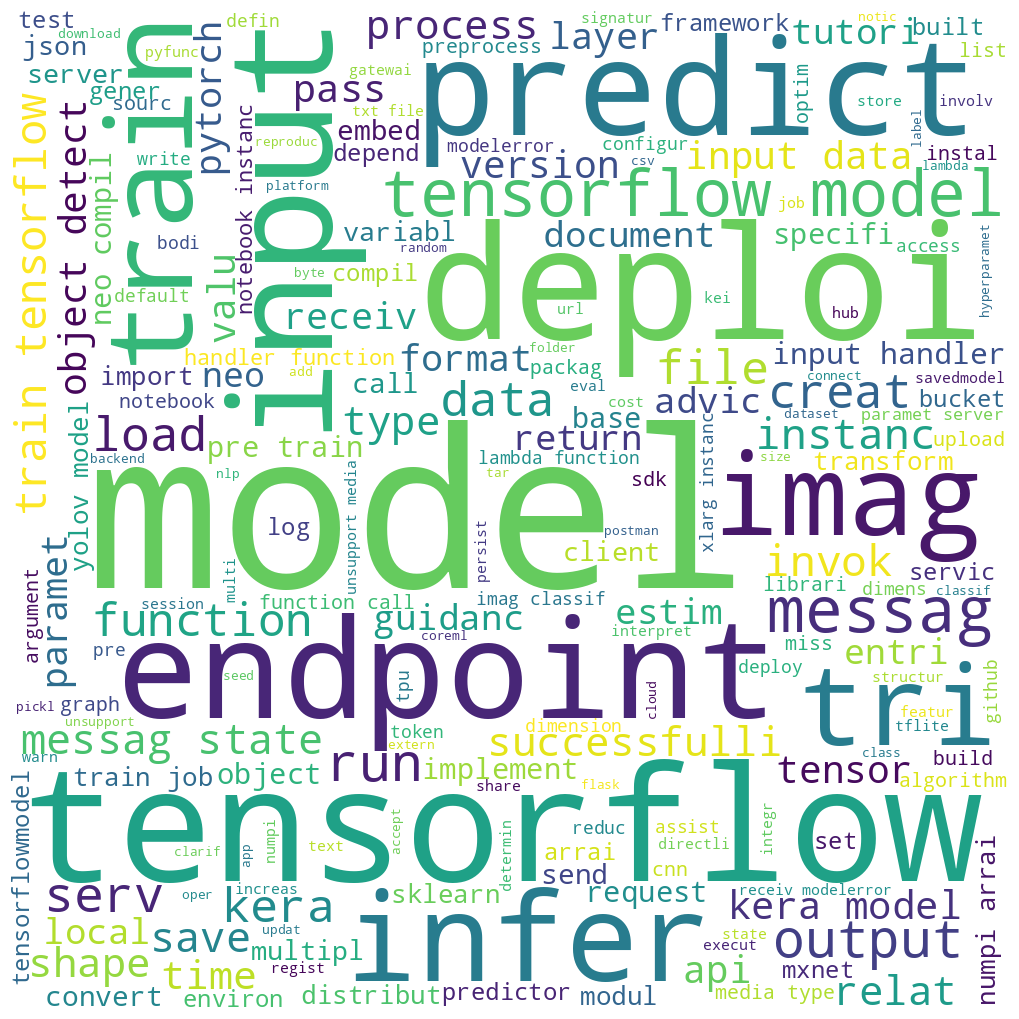 test
download
signatur
framework
notic
process
layer
tutori
built
json
pyfunc
defin
pytorch
preprocess
list
server
gener
input
train
predict
gatewai
pass
optim
sourc
txt file
store
involv
embed
modelerror
configur
label
train tensorflow
object detect
reproduc
depend
version
csv
input data
instal
write
platform
tensorflow model
lambda
neo compil
notebook instanc
job
bodi
variabl
random
document
specifi
access
hyperparamet
default
valu
byte
compil
deploi
kei
receiv
url
hub
handler function
folder
format
file
input handler
import
neo
add
call
packag
eval
creat
connect
savedmodel
notebook
type
data
base
cost
advic
dataset
bucket
paramet server
yolov model
load
pre train
return
instanc
upload
backend
lambda function
xlarg instanc
size
transform
nlp
unsupport media
tar
sdk
model
imag
log
persist
postman
client
invok
servic
argument
paramet
multi
librari
dimens
classif
session
function call
imag classif
function
guidanc
estim
messag
coreml
interpret
miss
entri
pre
endpoint
deploy
github
seed
tpu
cloud
structur
pickl
graph
tri
tflite
featur
unsupport
token
dimension
messag state
extern
successfulli
class
build
warn
train job
object
run
implement
tensor
algorithm
share
flask
tensorflowmodel
tensorflow
numpi
accept
determin
reduc
assist
integr
set
numpi arrai
clarif
app
text
arrai
directli
serv
oper
increas
sklearn
send
cnn
request
receiv modelerror
kera
kera model
local
save
updat
infer
execut
state
output
shape
time
multipl
regist
api
mxnet
convert
environ
distribut
predictor
modul
media type
relat